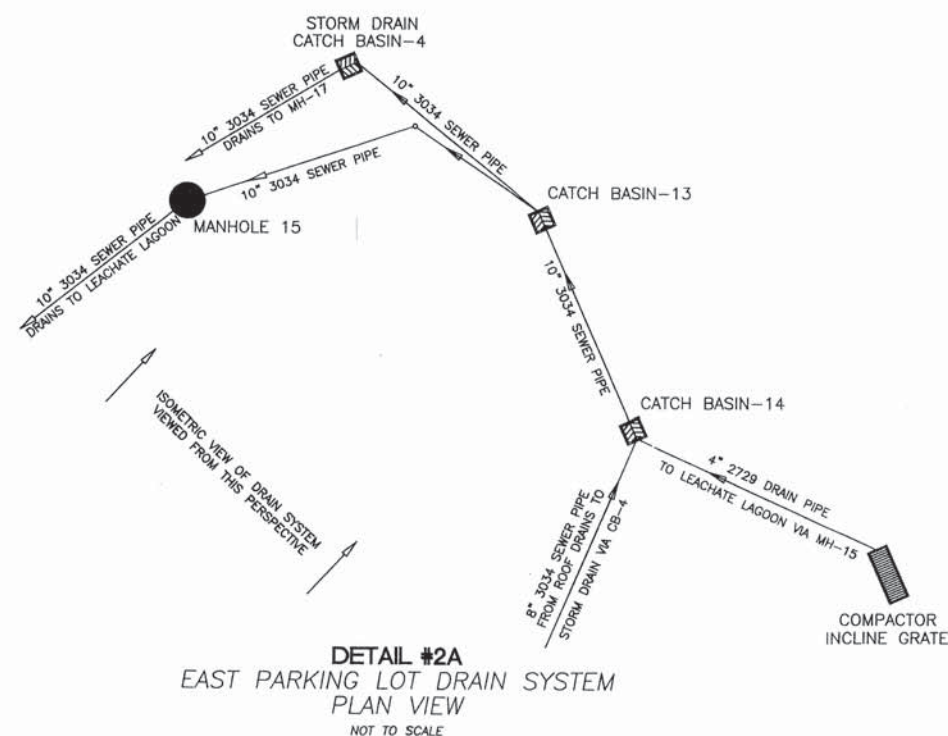 STORM DRAIN
CATCH BASIN-4
10" 3034 SEWER PIPE
DRAINS TO MH-17
10" 3034 SEWER PIPE
10" 3034 SEWER PIPE
CATCH BASIN-13
MANHOLE 15
10" 3034 SEWER PIPE
DRAINS TO LEACHATE LAGOON
10" 3034 SEWER PIPE
ISOMETRIC VIEW OF DRAIN SYSTEM
VIEWED FROM THIS PERSPECTIVE
CATCH BASIN-14
4" 2729 DRAIN PIPE
TO LEACHATE LAGOON VIA MH-15
8" 3034 SEWER PIPE
FROM ROOF DRAINS TO
STORM DRAIN VIA CB-4
COMPACTOR
INCLINE GRATE
DETAIL #2A
EAST PARKING LOT DRAIN SYSTEM
PLAN VIEW
NOT TO SCALE